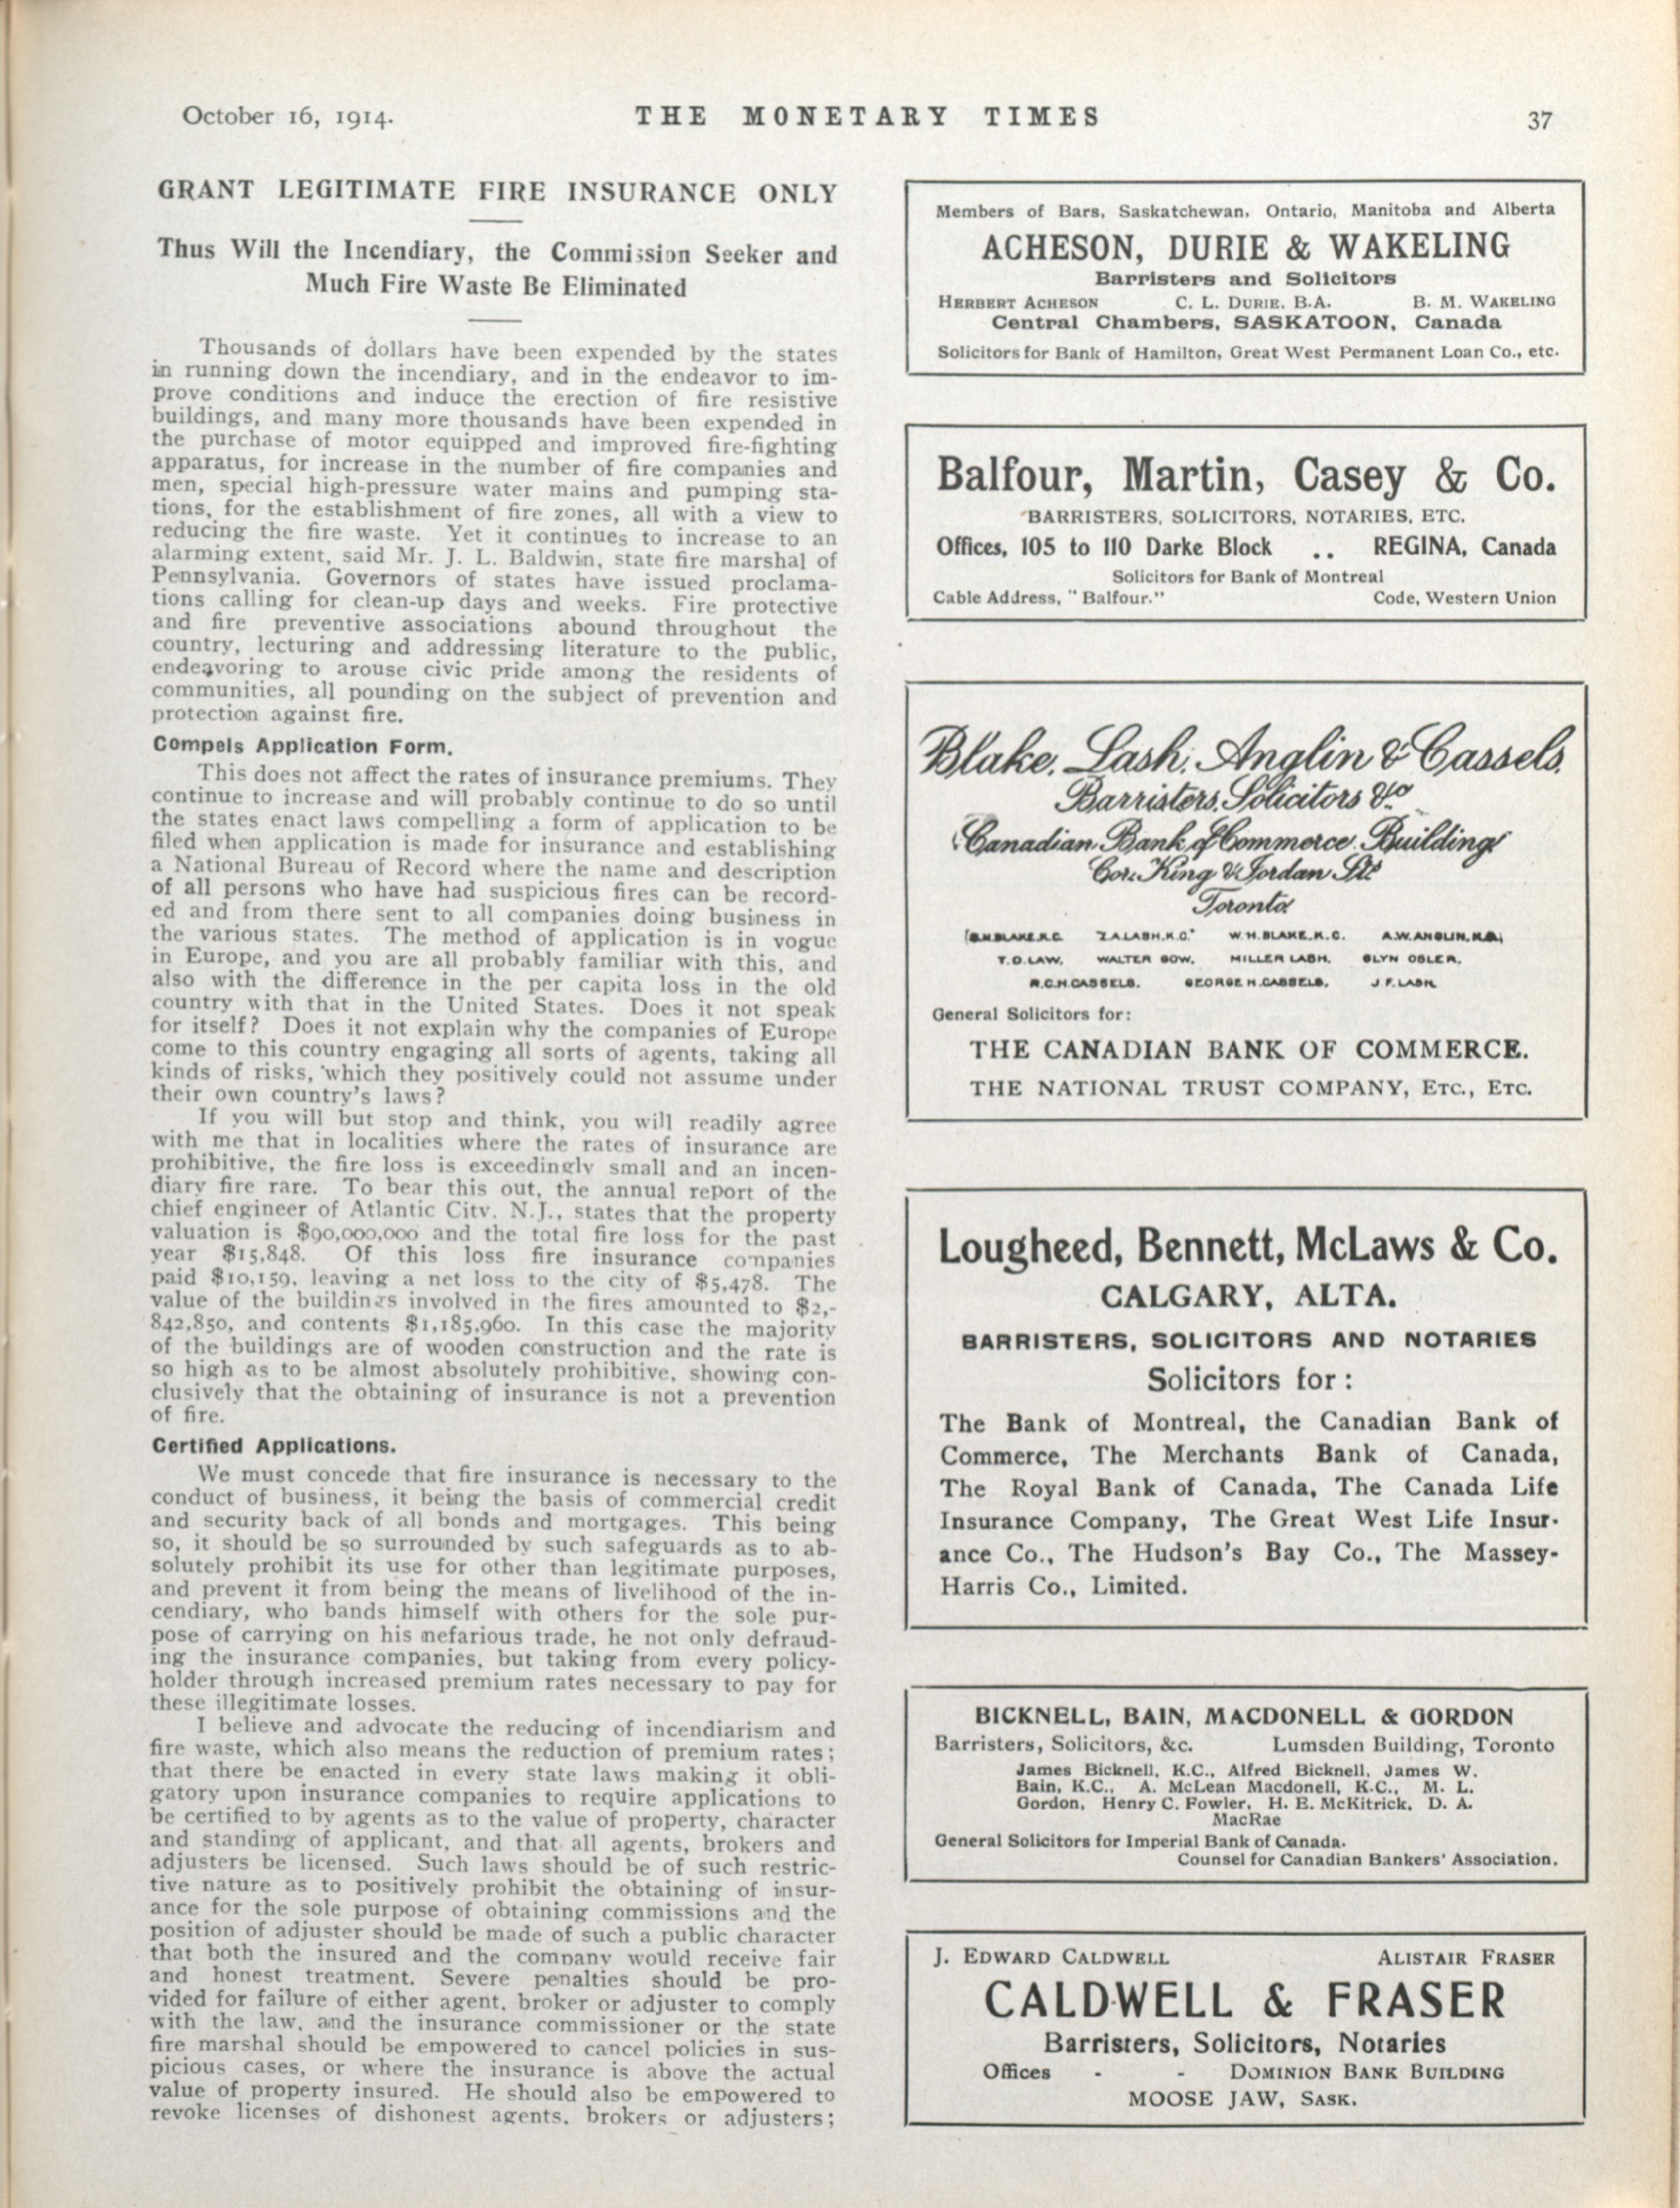 October 16, 1914.
THE MONETARY TIMES
37
GRANT LEGITIMATE FIRE INSURANCE ONLY
Thus Will the Incendiary, the Commission Seeker and
Much Fire Waste Be Eliminated
Thousands of dollars have been expended by the states
in running down the incendiary, and in the endeavor to im-
prove conditions and induce the erection of fire resistive
buildings, and many more thousands have been expended in
the purchase of motor equipped and improved fire-fighting
apparatus, for increase in the number of fire companies and
men, special high-pressure water mains and pumping sta-
tions, for the establishment of fire zones, all with a view to
reducing the fire waste. Yet it continues to increase to an
alarming extent, said Mr. J. L. Baldwin, state fire marshal of
Pennsylvania. Governors of states have issued proclama-
tions calling for clean-up days and weeks. Fire protective
and fire preventive associations abound throughout the
country, lecturing and addressing literature to the public,
endeavoring to arouse civic pride among the residents of
communities, all pounding on the subject of prevention and
protection against fire.
Compels Application Form.
This does not affect the rates of insurance premiums. They
continue to increase and will probably continue to do so until
the states enact laws compelling a form of application to be
filed when application is made for insurance and establishing
a National Bureau of Record where the name and description
of all persons who have had suspicious fires can be record-
ed and from there sent to all companies doing business in
the various states. The method of application is in vogue
in Europe, and you are all probably familiar with this, and
also with the difference in the per capita loss in the old
country with that in the United States. Does it not speak
for itself? Does it not explain why the companies of Europe
come to this country engaging all sorts of agents, taking all
kinds of risks, which they positively could not assume under
their own country's laws?
If you will but stop and think, you will readily agree
with me that in localities where the rates of insurance are
prohibitive, the fire loss is exceedingly small and an incen-
diary fire rare. To bear this out, the annual report of the
chief engineer of Atlantic City. N.J., states that the property
valuation is $90,000,000 and the total fire loss for the past
year $15,848. Of this loss fire insurance companies
paid $10,159, leaving a net loss to the city of $5,478. The
value of the buildings involved in the fires amounted to $2,-
842,850, and contents $1,185,960. In this case the majority
of the buildings are of wooden construction and the rate is
so high as to be almost absolutely prohibitive, showing con-
clusively that the obtaining of insurance is not a prevention
of fire.
Certified Applications.
We must concede that fire insurance is necessary to the
conduct of business, it being the basis of commercial credit
and security back of all bonds and mortgages. This being
so, it should be so surrounded by such safeguards as to ab-
solutely prohibit its use for other than legitimate purposes,
and prevent it from being the means of livelihood of the in-
cendiary, who bands himself with others for the sole pur-
pose of carrying on his nefarious trade, he not only defraud-
ing the insurance companies, but taking from every policy-
holder through increased premium rates necessary to pay for
these illegitimate losses.
I believe and advocate the reducing of incendiarism and
fire waste, which also means the reduction of premium rates;
that there be enacted in every state laws making it obli-
gatory upon insurance companies to require applications to
be certified to by agents as to the value of property, character
and standing of applicant, and that all agents, brokers and
adjusters be licensed. Such laws should be of such restric-
tive nature as to positively prohibit the obtaining of insur-
ance for the sole purpose of obtaining commissions and the
position of adjuster should be made of such a public character
that both the insured and the company would receive fair
and honest treatment. Severe penalties should be pro-
vided for failure of either agent, broker or adjuster to comply
with the law, and the insurance commissioner or the state
fire marshal should be empowered to cancel policies in sus-
picious cases, or where the insurance is above the actual
value of property insured. He should also be empowered to
revoke licenses of dishonest agents, brokers or adjusters;
Members of Bars, Saskatchewan, Ontario, Manitoba and Alberta
ACHESON, DURIE & WAKELING
Barristers and Solicitors
HERBERT ACHESON C. L. DURIE, B.A. B. M. WAKELING
Central Chambers, SASKATOON, Canada
Solicitors for Bank of Hamilton, Great West Permanent Loan Co., etc.
Balfour, Martin, Casey & Co.
BARRISTERS, SOLICITORS, NOTARIES, ETC.
Offices, 105 to 110 Darke Block .. REGINA, Canada
Solicitors for Bank of Montreal
Cable Address, "Balfour." Code, Western Union
Blake, Lash, Anglin & Cassels,
Barristers, Solicitors &c
Canadian Bank of Commerce Building
Cor. King & Jordan Sts
Toronto
S.H. BLAKE, K.C. Z.A. LASH, K.C. W.H. BLAKE, K.C. A.W. ANGLIN, K.C.
T.D. LAW, WALTER GOW, MILLER LASH, GLYN OSLER,
R.C.H. CASSELS, GEORGE H. CASSELS, J.F. LASH
General Solicitors for:
THE CANADIAN BANK OF COMMERCE.
THE NATIONAL TRUST COMPANY, ETC., ETC.
Lougheed, Bennett, McLaws & Co.
CALGARY, ALTA.
BARRISTERS, SOLICITORS AND NOTARIES
Solicitors for:
The Bank of Montreal, the Canadian Bank of
Commerce, The Merchants Bank of Canada,
The Royal Bank of Canada, The Canada Life
Insurance Company, The Great West Life Insur-
ance Co., The Hudson's Bay Co., The Massey-
Harris Co., Limited.
BICKNELL, BAIN, MACDONELL & GORDON
Barristers, Solicitors, &c. Lumsden Building, Toronto
James Bicknell, K.C., Alfred Bicknell, James W.
Bain, K.C., A. McLean Macdonell, K.C., M. L.
Gordon, Henry C. Fowler, H. E. McKitrick, D. A.
MacRae
General Solicitors for Imperial Bank of Canada.
Counsel for Canadian Bankers' Association.
J. EDWARD CALDWELL ALISTAIR FRASER
CALDWELL & FRASER
Barristers, Solicitors, Notaries
Offices - - DOMINION BANK BUILDING
MOOSE JAW, SASK.